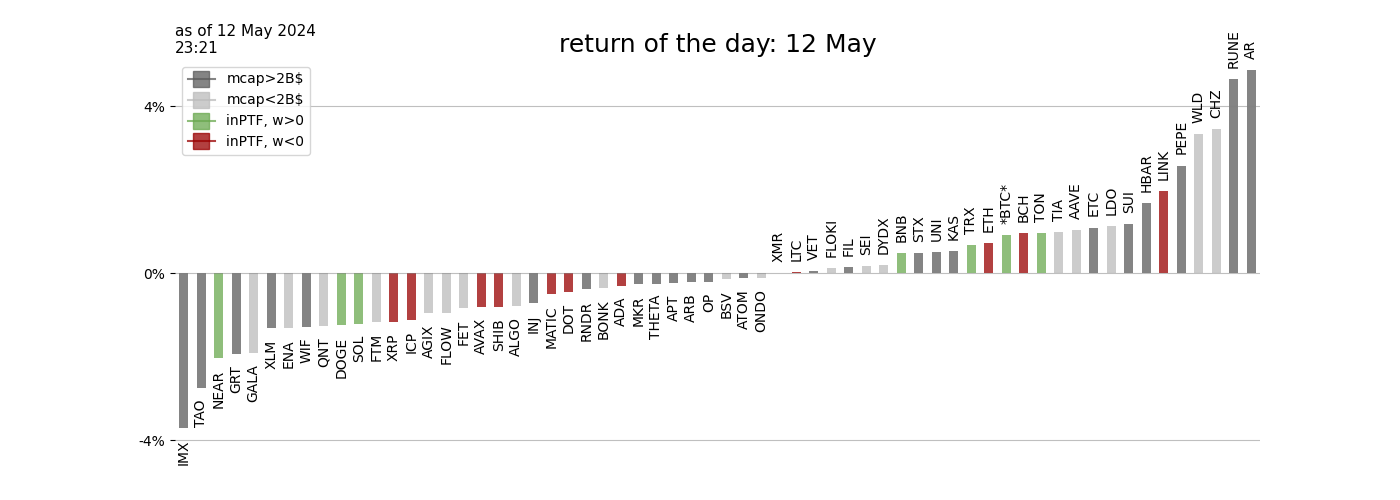 as of 12 May 2024
23:21
return of the day: 12 May
mcap>2B$
mcap<2B$
inPTF, w>0
inPTF, w<0
4%
0%
-4%
IMX
TAO
NEAR
GRT
GALA
XLM
ENA
WIF
QNT
DOGE
SOL
FTM
XRP
ICP
AGIX
FLOW
FET
AVAX
SHIB
ALGO
INJ
MATIC
DOT
RNDR
BONK
ADA
MKR
THETA
APT
ARB
OP
BSV
ATOM
ONDO
XMR
LTC
VET
FLOKI
FIL
SEI
DYDX
BNB
STX
UNI
KAS
TRX
ETH
*BTC*
BCH
TON
TIA
AAVE
ETC
LDO
SUI
HBAR
LINK
PEPE
WLD
CHZ
RUNE
AR